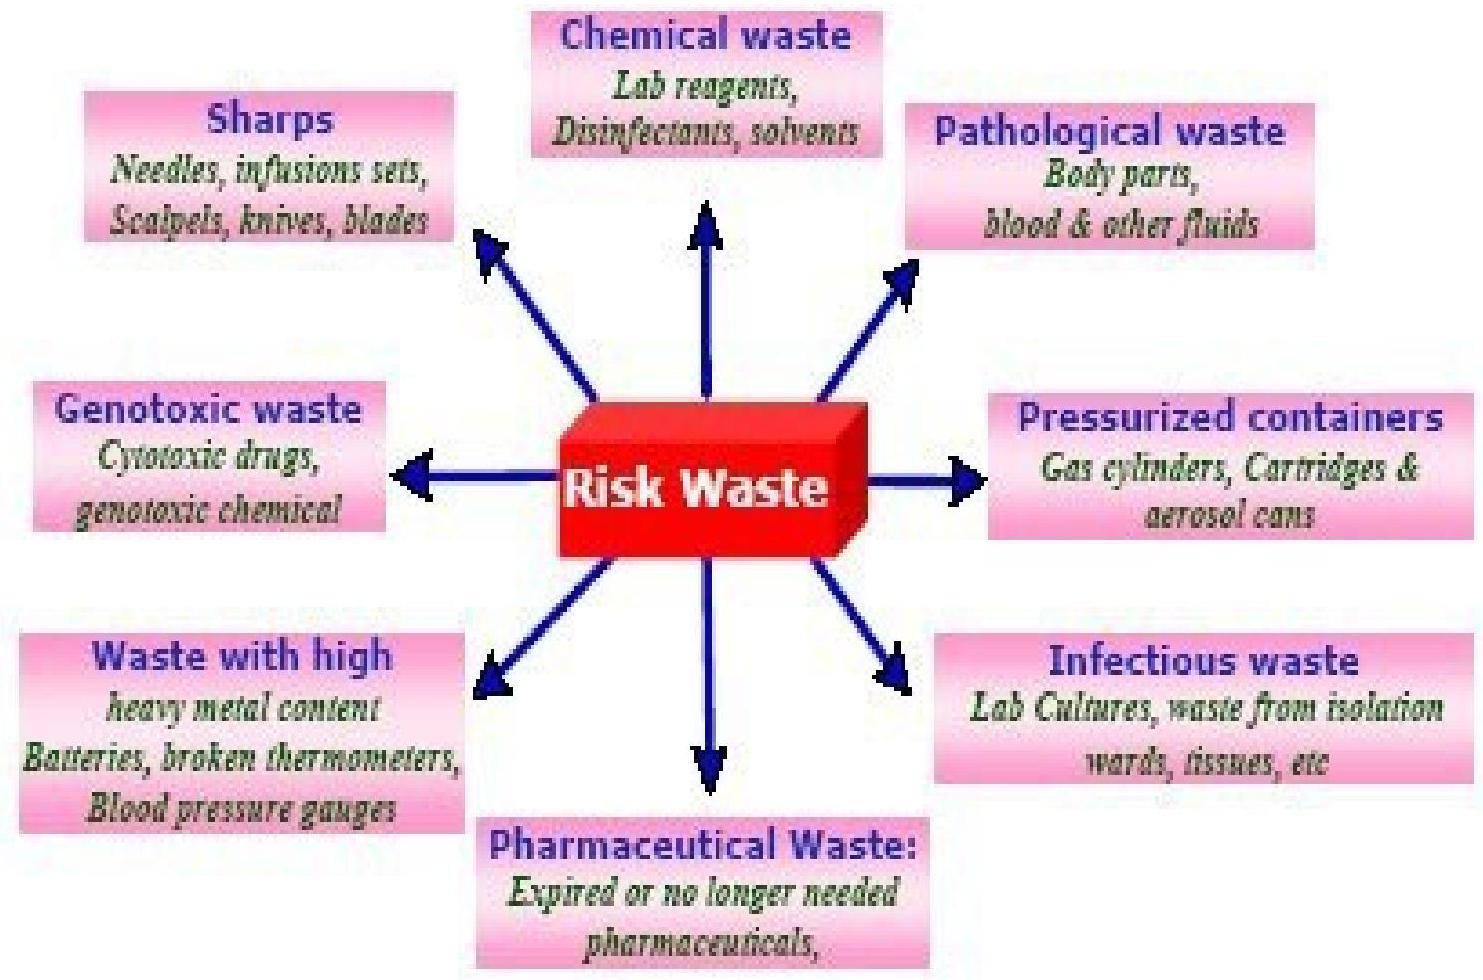 Chemical waste
Lab reagents,
Disinfectants, solvents
Sharps
Needles, infusions sets,
Scalpels, knives, blades
Pathological waste
Body parts,
blood & other fluids
Genotoxic waste
Cytotoxic drugs,
genotoxic chemical
Risk Waste
Pressurized containers
Gas cylinders, Cartridges &
aerosol cans
Waste with high
heavy metal content
Batteries, broken thermometers,
Blood pressure gauges
Infectious waste
Lab Cultures, waste from isolation
wards, tissues, etc
Pharmaceutical Waste:
Expired or no longer needed
pharmaceuticals,